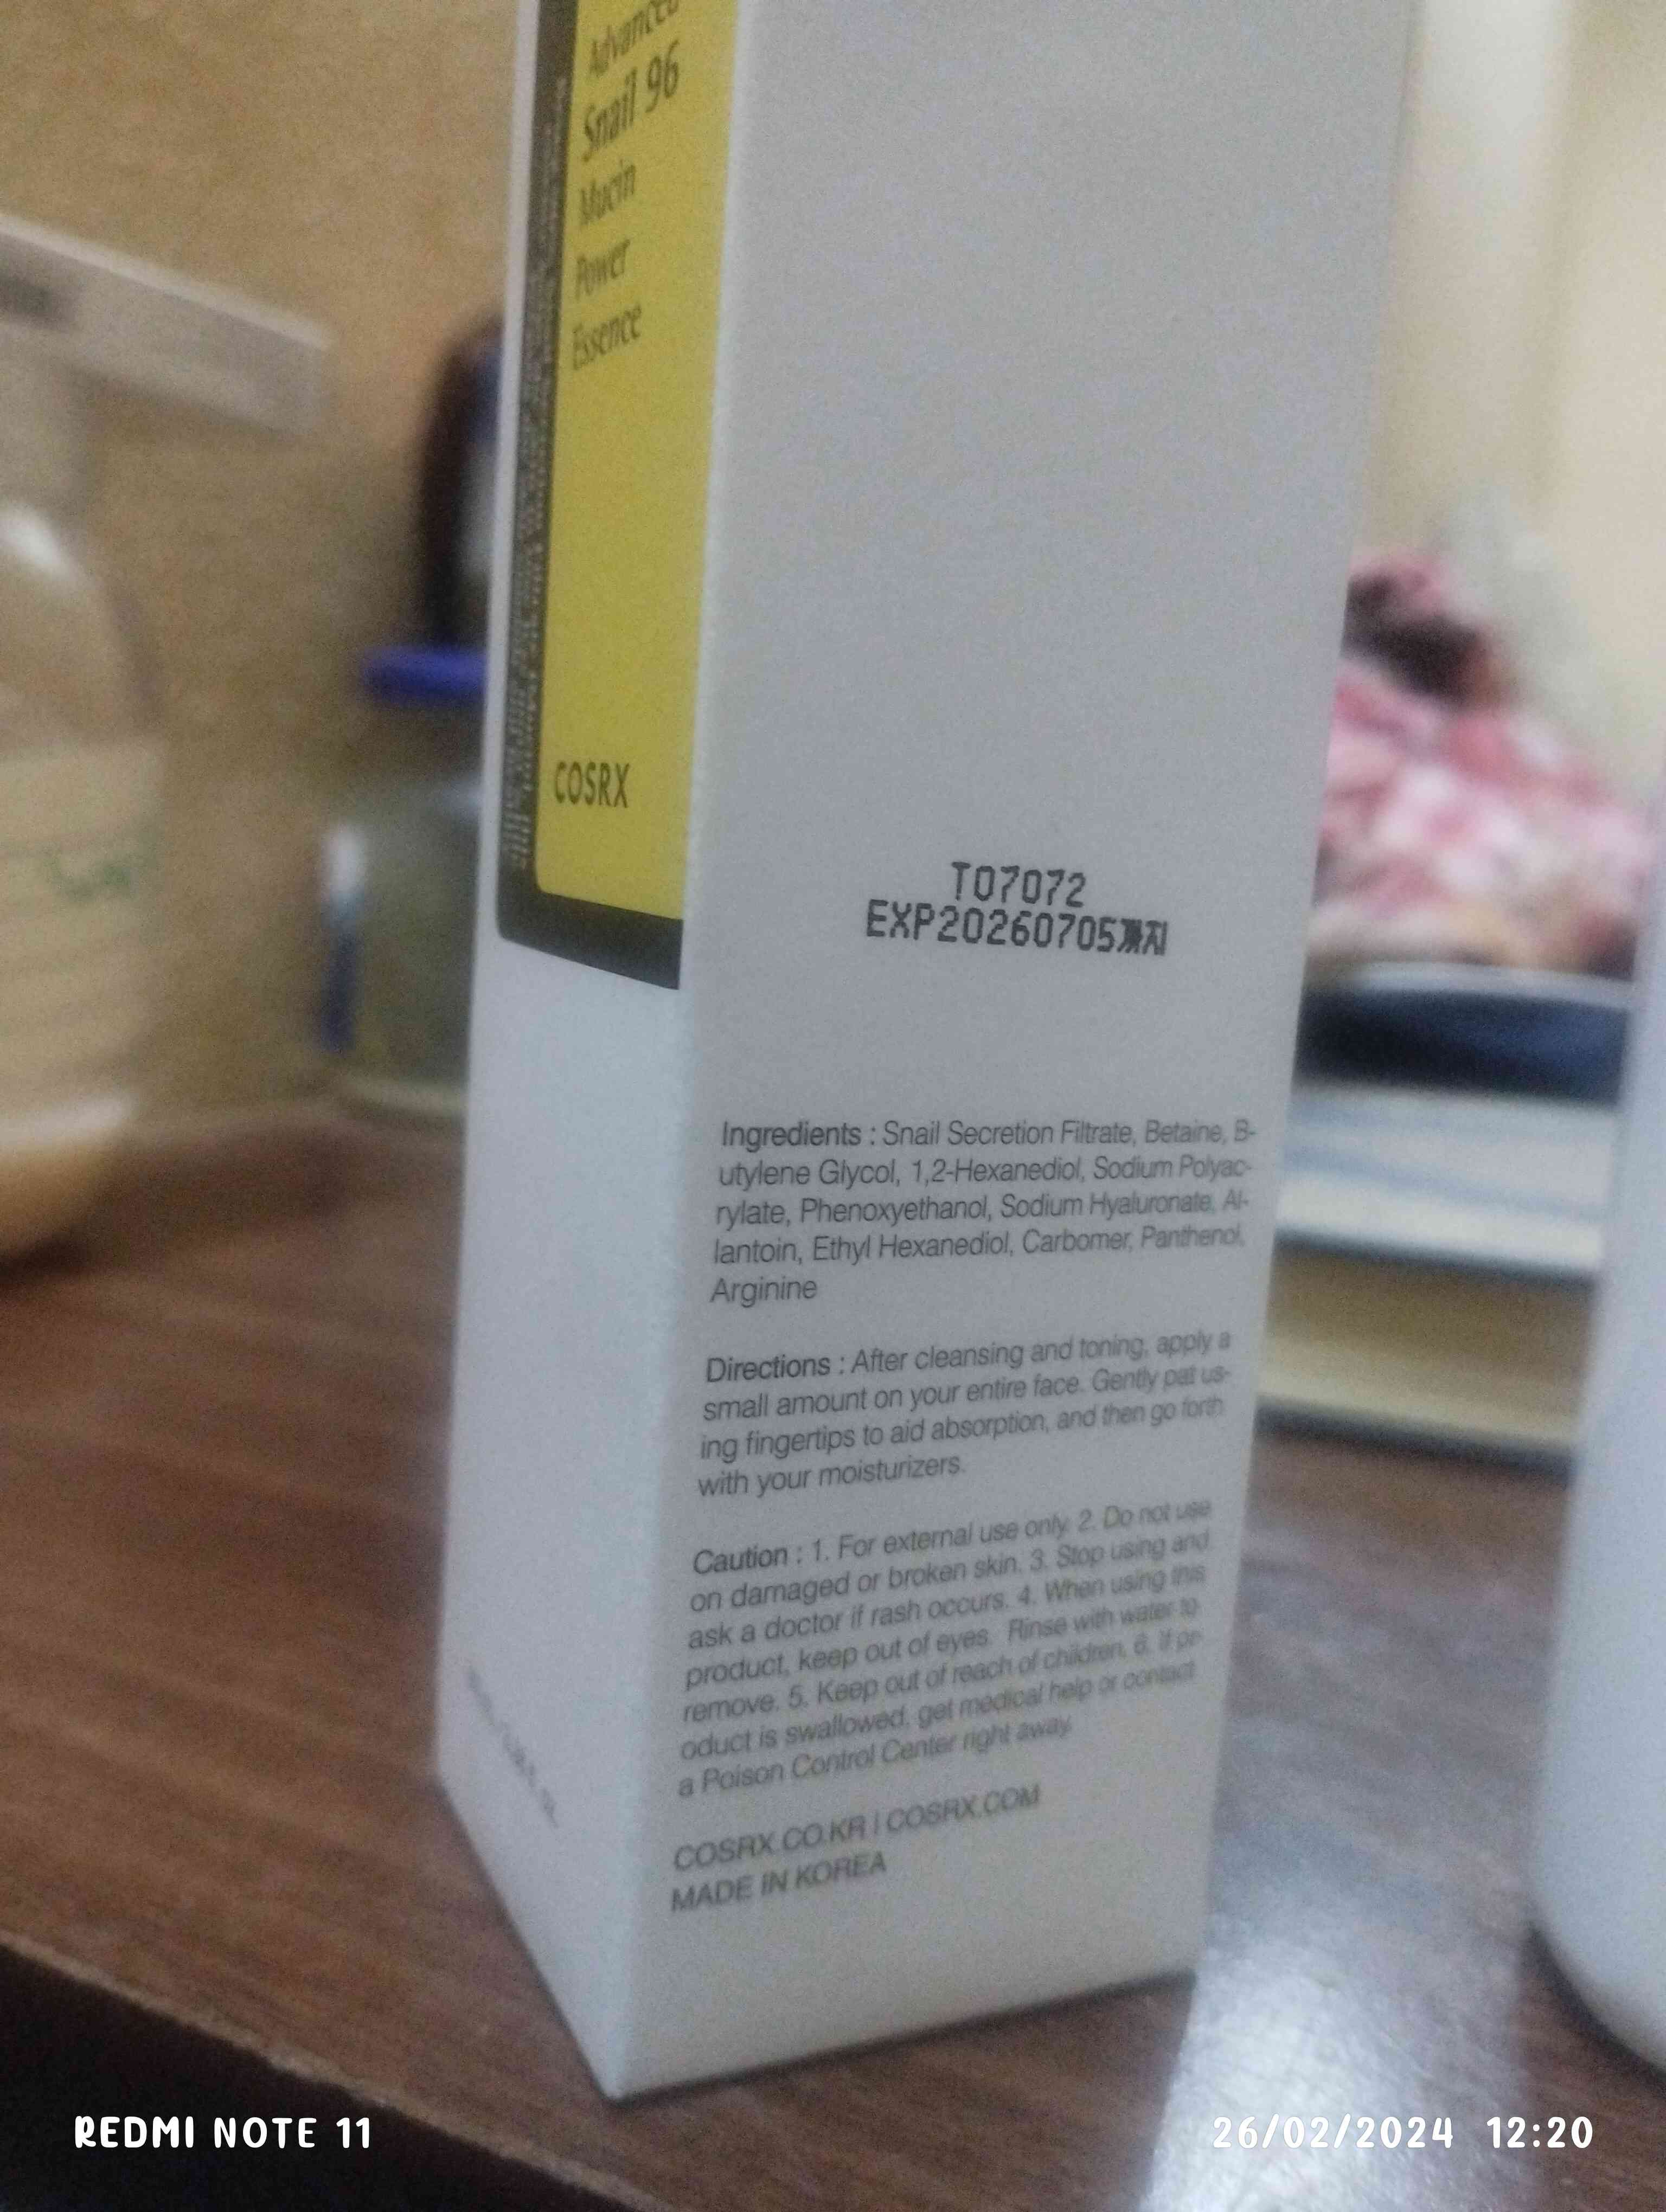 Advanced
Snail 96
Mucin
Power
Essence
COSRX
T07072
EXP20260705까지
Ingredients : Snail Secretion Filtrate, Betaine, B-
utylene Glycol, 1,2-Hexanediol, Sodium Polyac-
rylate, Phenoxyethanol, Sodium Hyaluronate, Al-
lantoin, Ethyl Hexanediol, Carbomer, Panthenol,
Arginine
Directions : After cleansing and toning, apply a
small amount on your entire face. Gently pat us-
ing fingertips to aid absorption, and then go forth
with your moisturizers.
Caution : 1. For external use only. 2. Do not use
on damaged or broken skin. 3. Stop using and
ask a doctor if rash occurs. 4. When using this
product, keep out of eyes. Rinse with water to
remove. 5. Keep out of reach of children. 6. If pr-
oduct is swallowed, get medical help or contact
a Poison Control Center right away.
COSRX.CO.KR | COSRX.COM
MADE IN KOREA
REDMI NOTE 11
26/02/2024 12:20